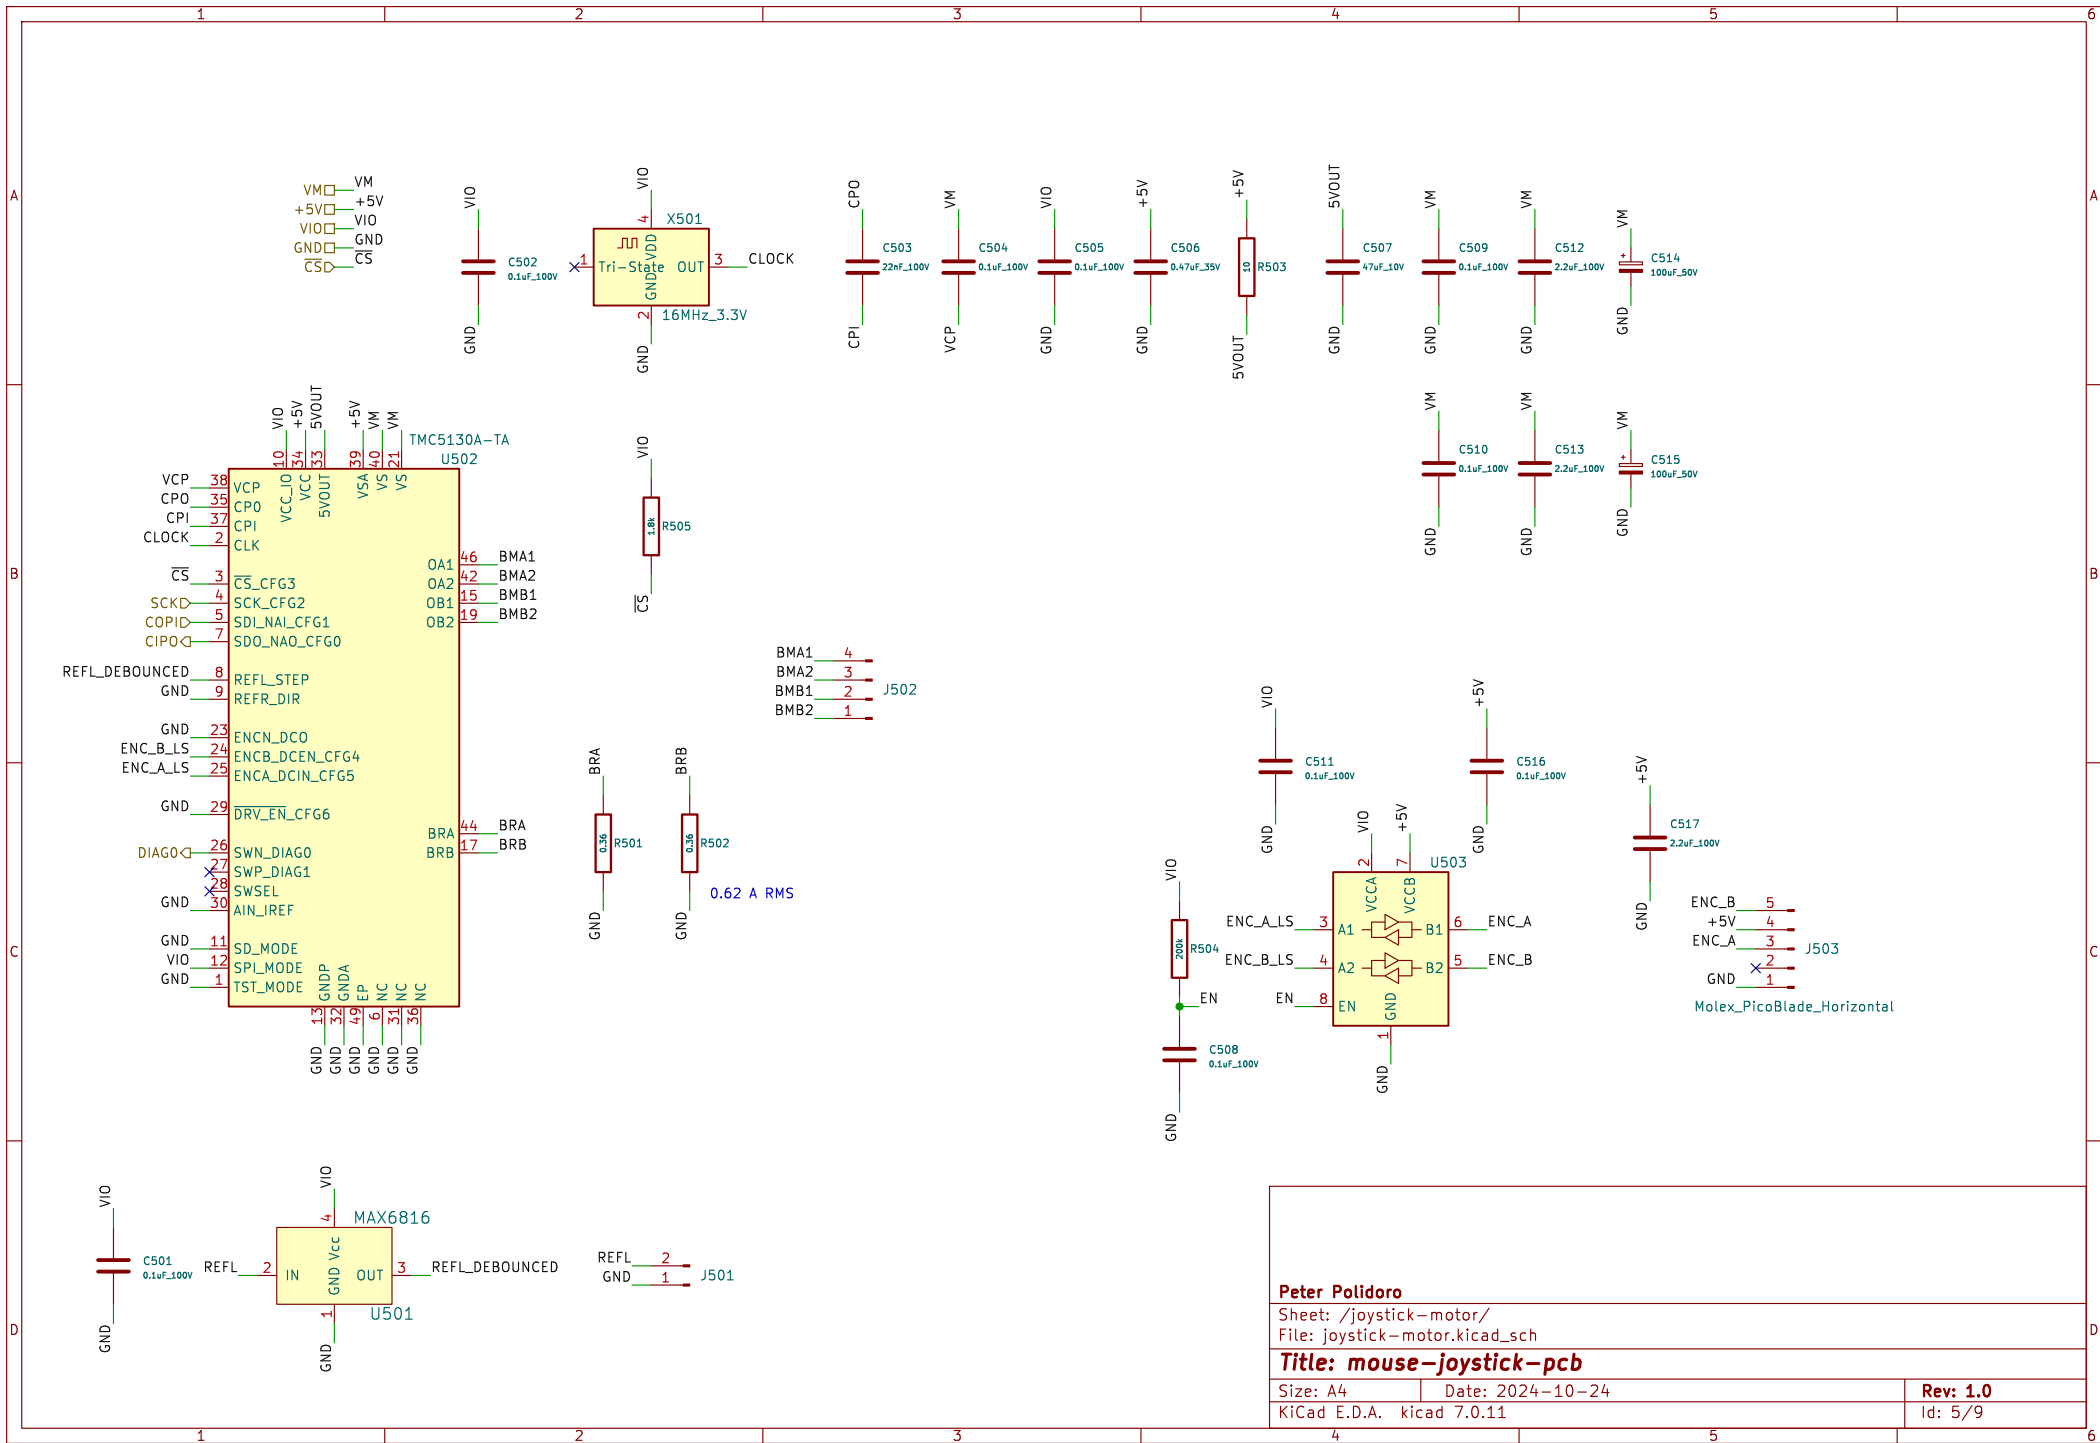 1 2 3 4 5 6
A A
B B
C C
D D
1 2 3 4 5 6
VM VM
+5V +5V
VIO VIO
GND GND
CS CS
VIO
C502
0.1uF_100V
GND
VIO
4
X501
1 Tri-State OUT 3 CLOCK
VDD
GND
2
16MHz_3.3V
GND
CPO
C503
22nF_100V
CPI
VM
C504
0.1uF_100V
VCP
VIO
C505
0.1uF_100V
GND
+5V
C506
0.47uF_35V
GND
+5V
10
R503
5VOUT
5VOUT
C507
47uF_10V
GND
VM
C509
0.1uF_100V
GND
VM
C512
2.2uF_100V
GND
VM
+
C514
100uF_50V
GND
VM
C510
0.1uF_100V
GND
VM
C513
2.2uF_100V
GND
VM
+
C515
100uF_50V
GND
VIO +5V 5VOUT +5V VM VM
TMC5130A-TA
U502
10 34 33 39 40 21
VCC_IO VCC 5VOUT VSA VS VS
VCP 38 VCP
CPO 35 CPO
CPI 37 CPI
CLOCK 2 CLK
CS 3 CS_CFG3
SCK 4 SCK_CFG2
COPI 5 SDI_NAI_CFG1
CIPO 7 SDO_NAO_CFG0
REFL_DEBOUNCED 8 REFL_STEP
GND 9 REFR_DIR
GND 23 ENCN_DCO
ENC_B_LS 24 ENCB_DCEN_CFG4
ENC_A_LS 25 ENCA_DCIN_CFG5
GND 29 DRV_EN_CFG6
DIAG0 26 SWN_DIAG0
27 SWP_DIAG1
28 SWSEL
GND 30 AIN_IREF
GND 11 SD_MODE
VIO 12 SPI_MODE
GND 1 TST_MODE
OA1 46 BMA1
OA2 42 BMA2
OB1 15 BMB1
OB2 19 BMB2
BRA 44 BRA
BRB 17 BRB
GNDP GNDA EP NC NC NC
13 32 49 6 31 36
GND GND GND GND GND GND
VIO
1.8k
R505
CS
BMA1 4
BMA2 3
BMB1 2
BMB2 1
J502
BRA
0.36
R501
GND
BRB
0.36
R502
GND
0.62 A RMS
VIO
C511
0.1uF_100V
GND
+5V
C516
0.1uF_100V
GND
+5V
C517
2.2uF_100V
GND
VIO
200k
R504
EN
C508
0.1uF_100V
GND
VIO +5V
2 7
U503
VCCA VCCB
ENC_A_LS 3 A1 B1 6 ENC_A
ENC_B_LS 4 A2 B2 5 ENC_B
EN 8 EN
GND
1
GND
ENC_B 5
+5V 4
ENC_A 3
2
GND 1
J503
Molex_PicoBlade_Horizontal
VIO
C501
0.1uF_100V
GND
VIO
4
MAX6816
Vcc
REFL 2 IN OUT 3 REFL_DEBOUNCED
GND
1
U501
GND
REFL 2
GND 1
J501
Peter Polidoro
Sheet: /joystick-motor/
File: joystick-motor.kicad_sch
Title: mouse-joystick-pcb
Size: A4 Date: 2024-10-24 Rev: 1.0
KiCad E.D.A. kicad 7.0.11 Id: 5/9